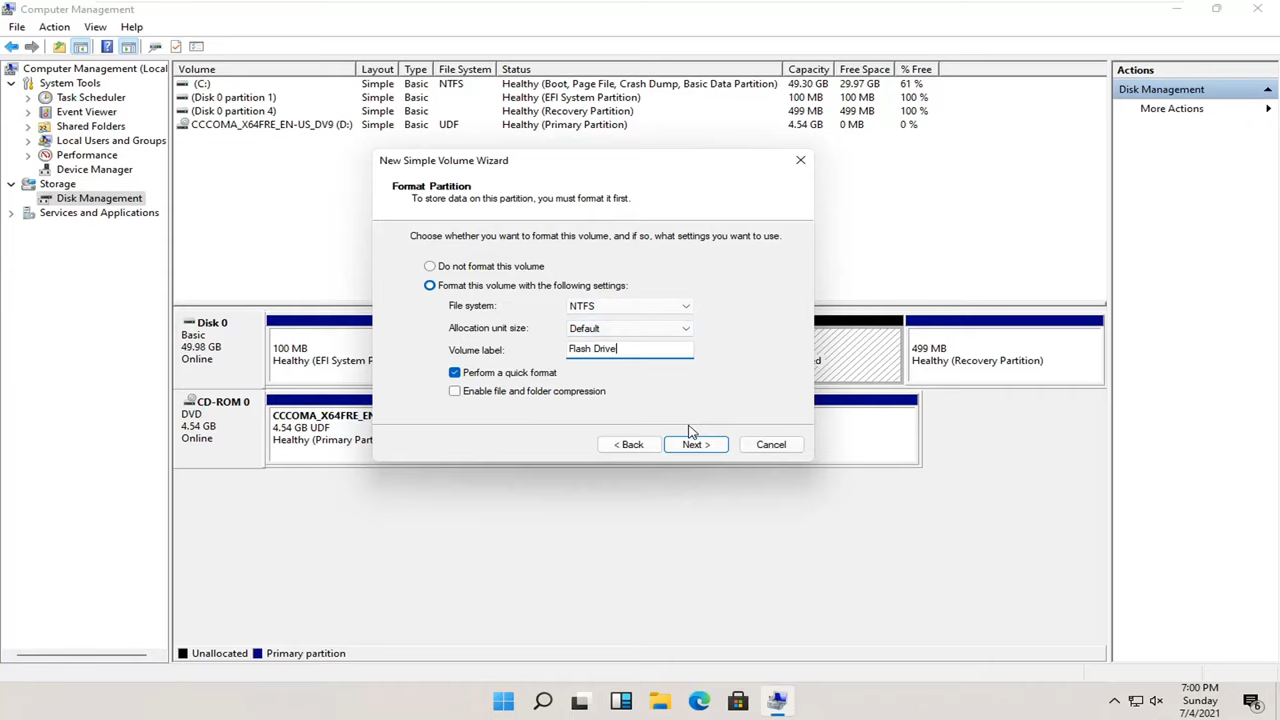 Computer Management
File Action View Help
Computer Management (Local
System Tools
Task Scheduler
Event Viewer
Shared Folders
Local Users and Groups
Performance
Device Manager
Storage
Disk Management
Services and Applications
Volume Layout Type File System Status Capacity Free Space % Free
(C:) Simple Basic NTFS Healthy (Boot, Page File, Crash Dump, Basic Data Partition) 49.30 GB 29.97 GB 61 %
(Disk 0 partition 1) Simple Basic Healthy (EFI System Partition) 100 MB 100 MB 100 %
(Disk 0 partition 4) Simple Basic Healthy (Recovery Partition) 499 MB 499 MB 100 %
CCCOMA_X64FRE_EN-US_DV9 (D:) Simple Basic UDF Healthy (Primary Partition) 4.54 GB 0 MB 0 %
New Simple Volume Wizard
Format Partition
To store data on this partition, you must format it first.
Choose whether you want to format this volume, and if so, what settings you want to use.
Do not format this volume
Format this volume with the following settings:
File system: NTFS
Allocation unit size: Default
Volume label: Flash Drive
Perform a quick format
Enable file and folder compression
< Back Next > Cancel
Disk 0
Basic
49.98 GB
Online
100 MB
Healthy (EFI System P
d
499 MB
Healthy (Recovery Partition)
CD-ROM 0
DVD
4.54 GB
Online
CCCOMA_X64FRE_EN
4.54 GB UDF
Healthy (Primary Part
Unallocated Primary partition
Actions
Disk Management
More Actions
7:00 PM
Sunday
7/4/2021
6